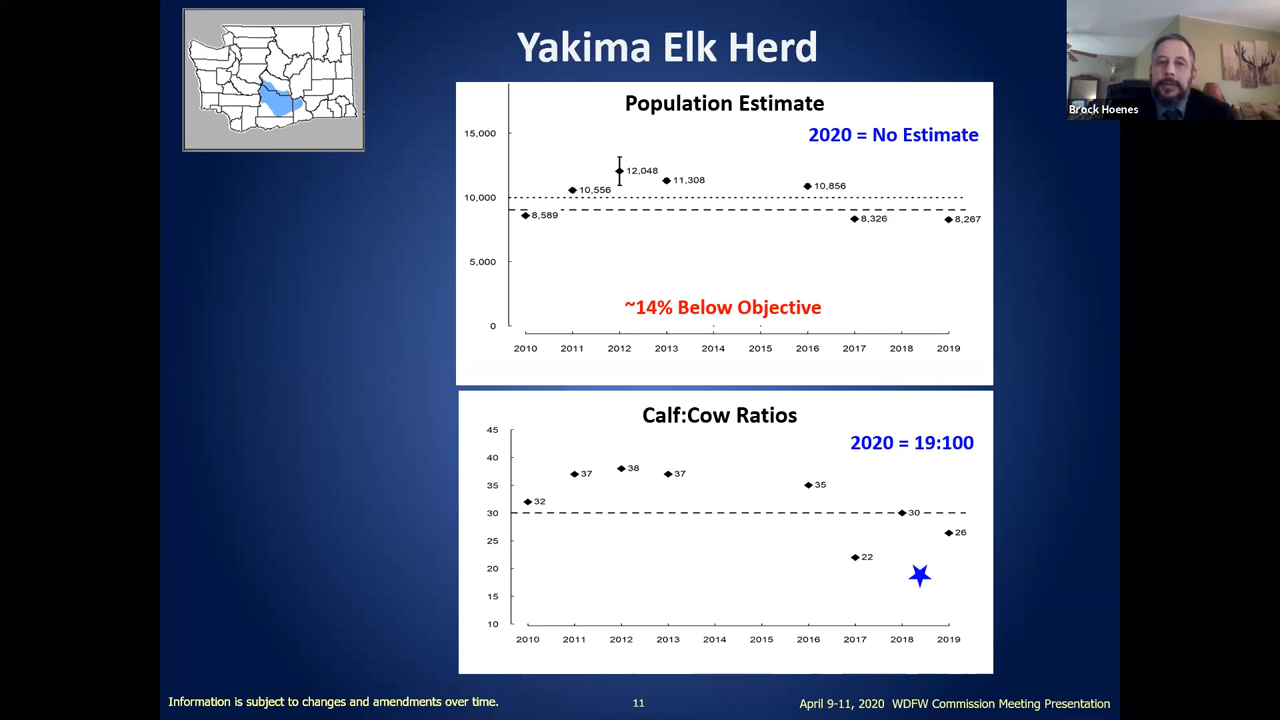 Yakima Elk Herd
Brock Hoenes
Population Estimate
2020 = No Estimate
15,000
12,048
11,308
10,556
10,856
10,000
8,589
8,326
8,267
5,000
~14% Below Objective
0
2010 2011 2012 2013 2014 2015 2016 2017 2018 2019
Calf:Cow Ratios
2020 = 19:100
45
40
38
37
37
35
35
32
30
30
26
25
22
20
15
10
2010 2011 2012 2013 2014 2015 2016 2017 2018 2019
Information is subject to changes and amendments over time.
11
April 9-11, 2020 WDFW Commission Meeting Presentation